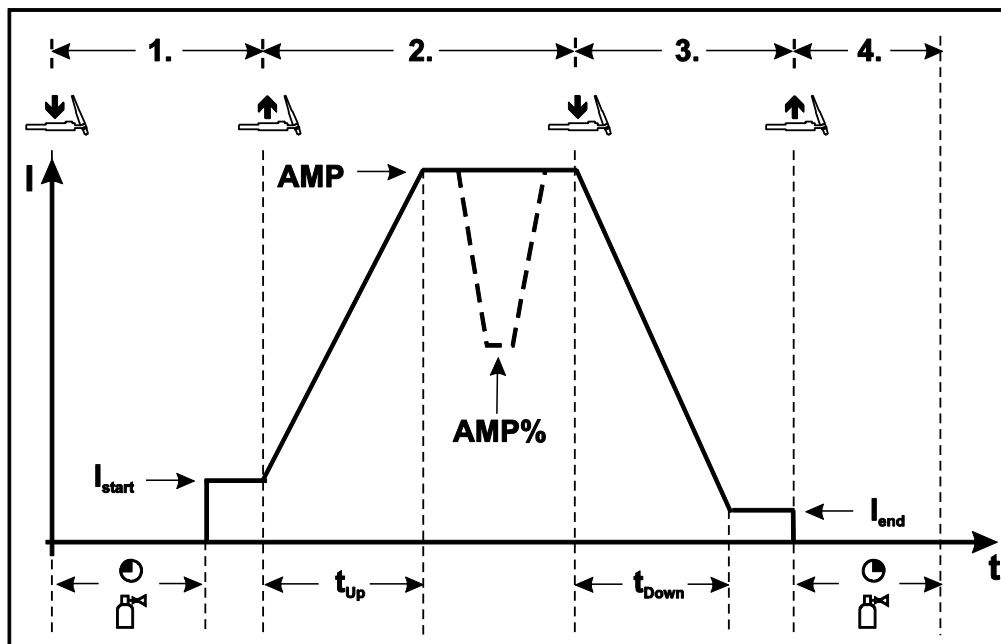 1. 2. 3. 4.
I
AMP
AMP%
Istart
Iend
t
tUp
tDown